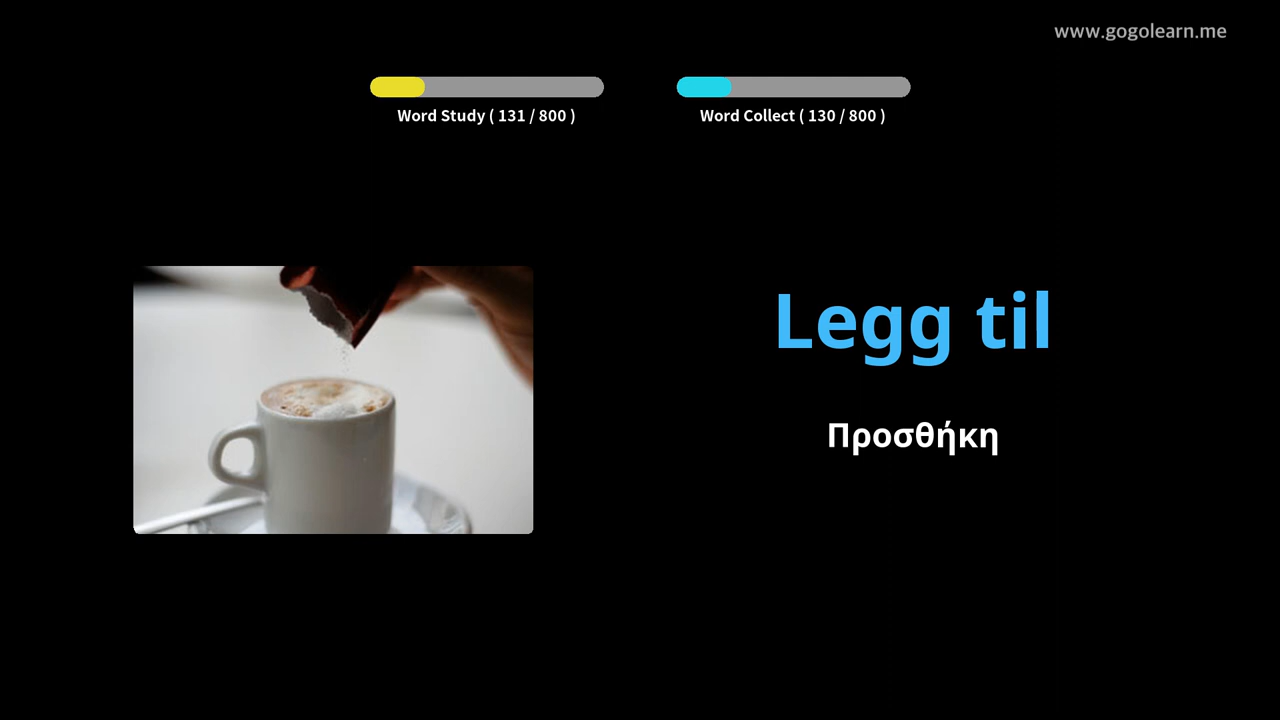 www.gogolearn.me
Word Study ( 131 / 800 )
Word Collect ( 130 / 800 )
Legg til
Προσθήκη